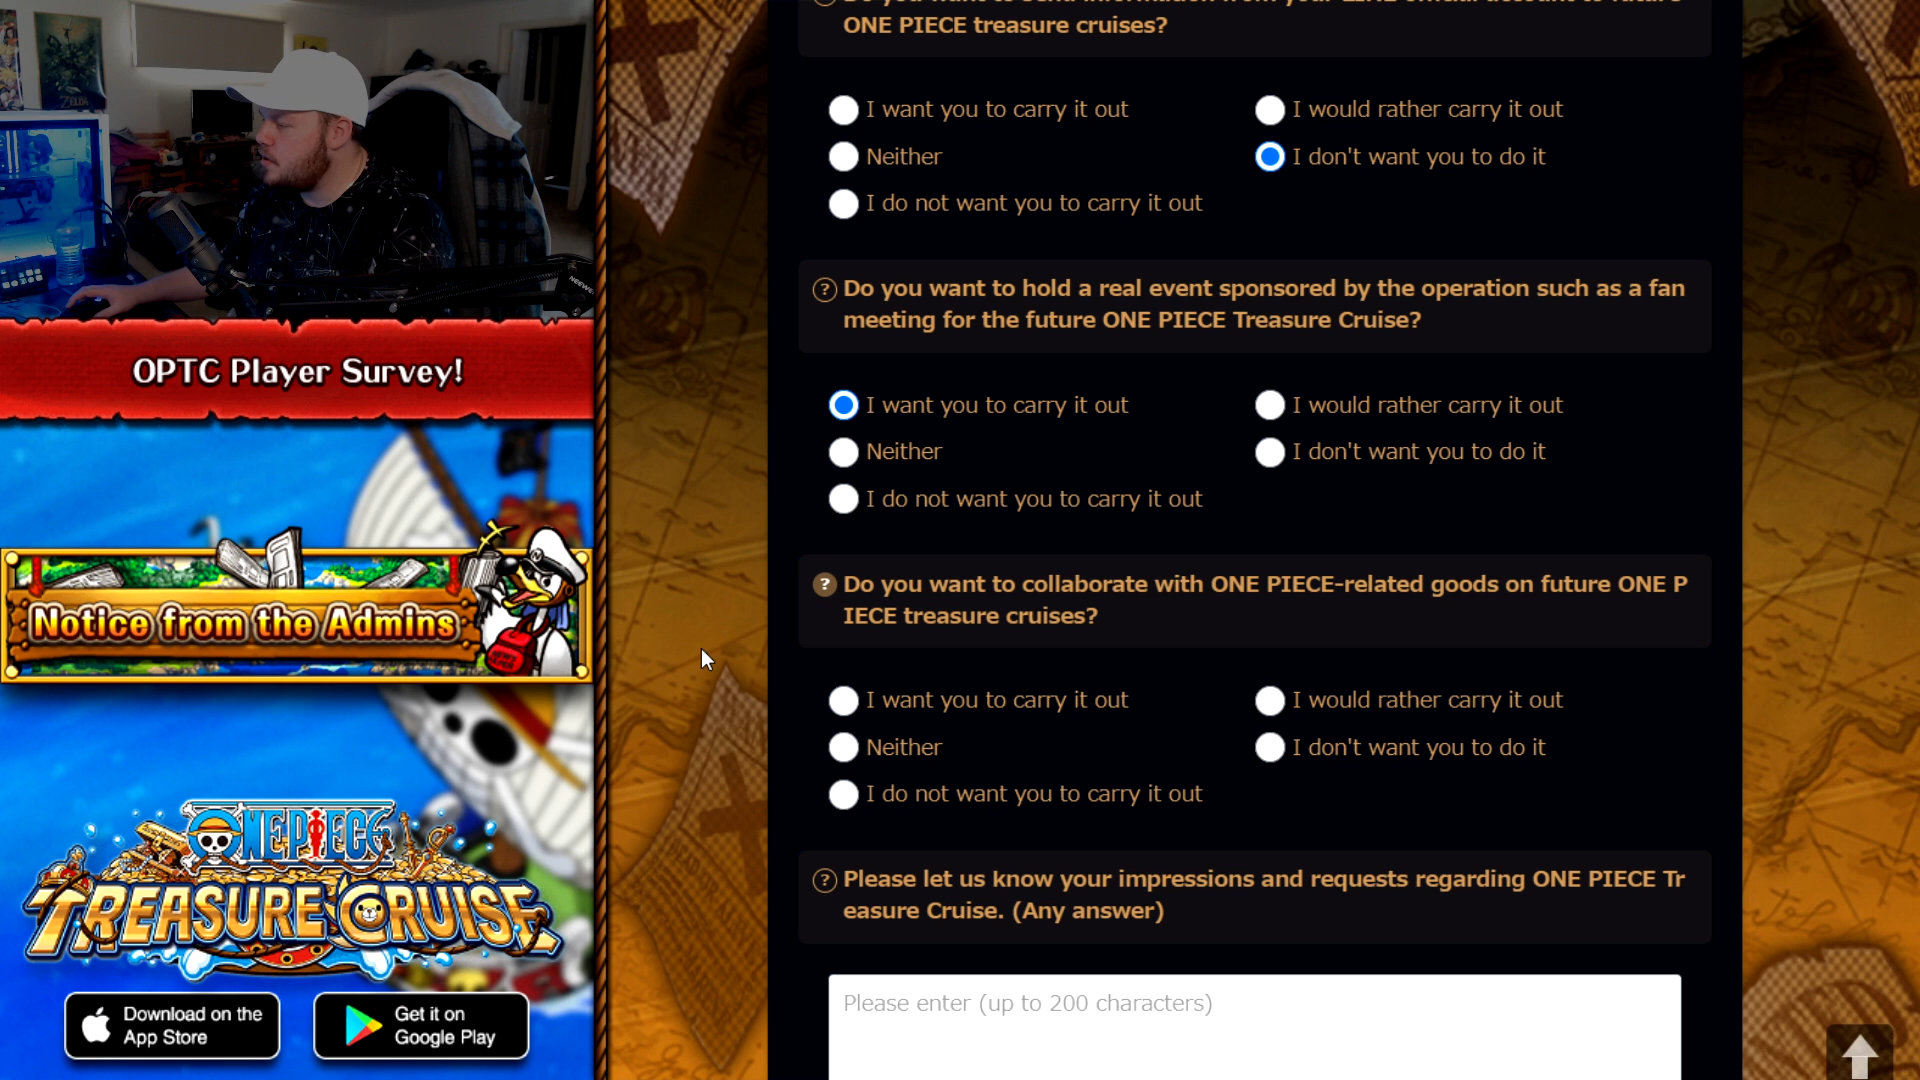 ZELDA
NEEWER
OPTC Player Survey!
Notice from the Admins
ONE PIECE
TREASURE CRUISE
Download on the
App Store
Get it on
Google Play
ONE PIECE treasure cruises?
I want you to carry it out
I would rather carry it out
Neither
I don't want you to do it
I do not want you to carry it out
? Do you want to hold a real event sponsored by the operation such as a fan
meeting for the future ONE PIECE Treasure Cruise?
I want you to carry it out
I would rather carry it out
Neither
I don't want you to do it
I do not want you to carry it out
? Do you want to collaborate with ONE PIECE-related goods on future ONE P
IECE treasure cruises?
I want you to carry it out
I would rather carry it out
Neither
I don't want you to do it
I do not want you to carry it out
? Please let us know your impressions and requests regarding ONE PIECE Tr
easure Cruise. (Any answer)
Please enter (up to 200 characters)